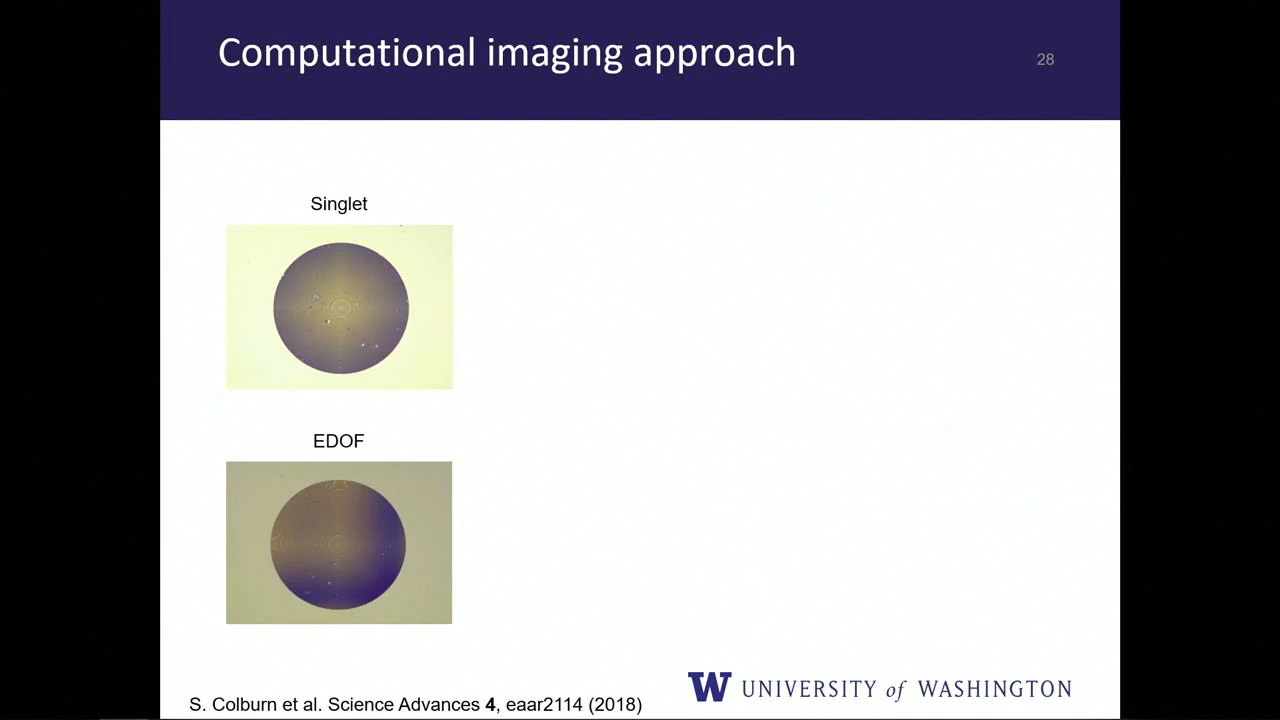 Computational imaging approach
28
Singlet
EDOF
S. Colburn et al. Science Advances 4, eaar2114 (2018)
W UNIVERSITY of WASHINGTON